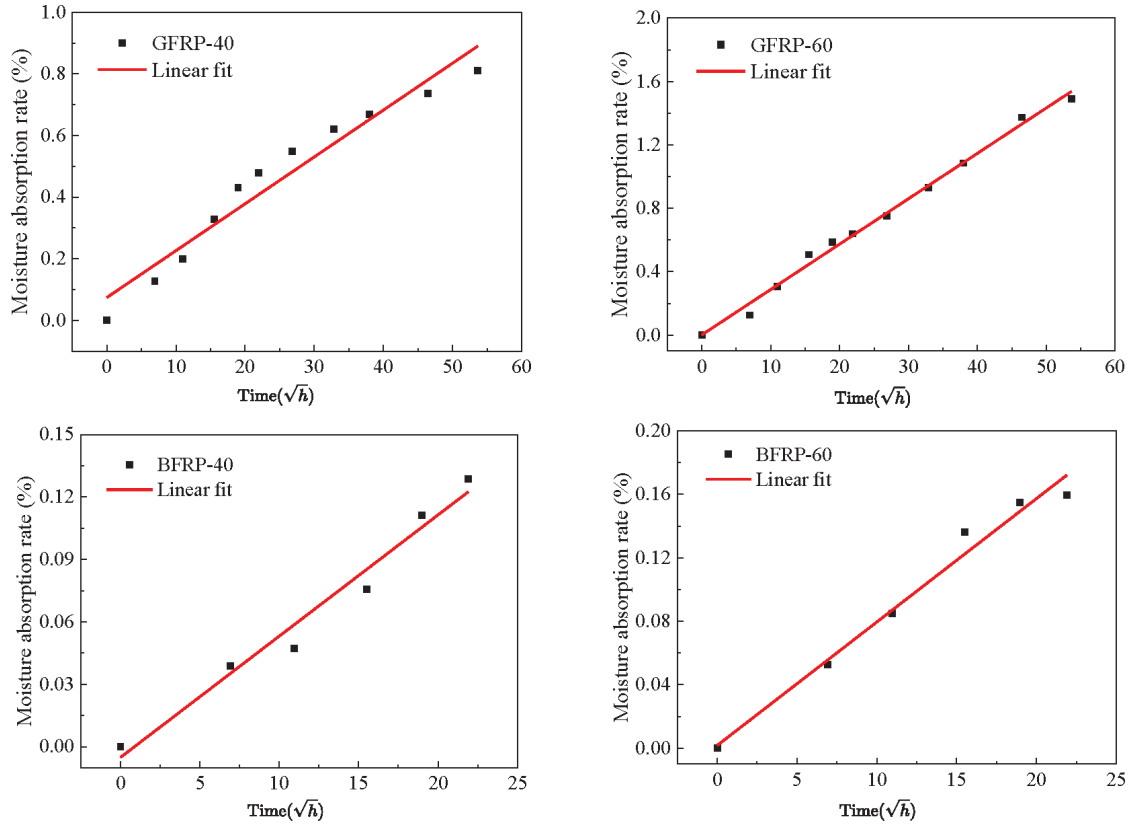 1.0
0.8
0.6
0.4
0.2
0.0
Moisture absorption rate (%)
GFRP-40
Linear fit
0 10 20 30 40 50 60
Time(√h)
2.0
1.6
1.2
0.8
0.4
0.0
Moisture absorption rate (%)
GFRP-60
Linear fit
0 10 20 30 40 50 60
Time(√h)
0.15
0.12
0.09
0.06
0.03
0.00
Moisture absorption rate (%)
BFRP-40
Linear fit
0 5 10 15 20 25
Time(√h)
0.20
0.16
0.12
0.08
0.04
0.00
Moisture absorption rate (%)
BFRP-60
Linear fit
0 5 10 15 20 25
Time(√h)